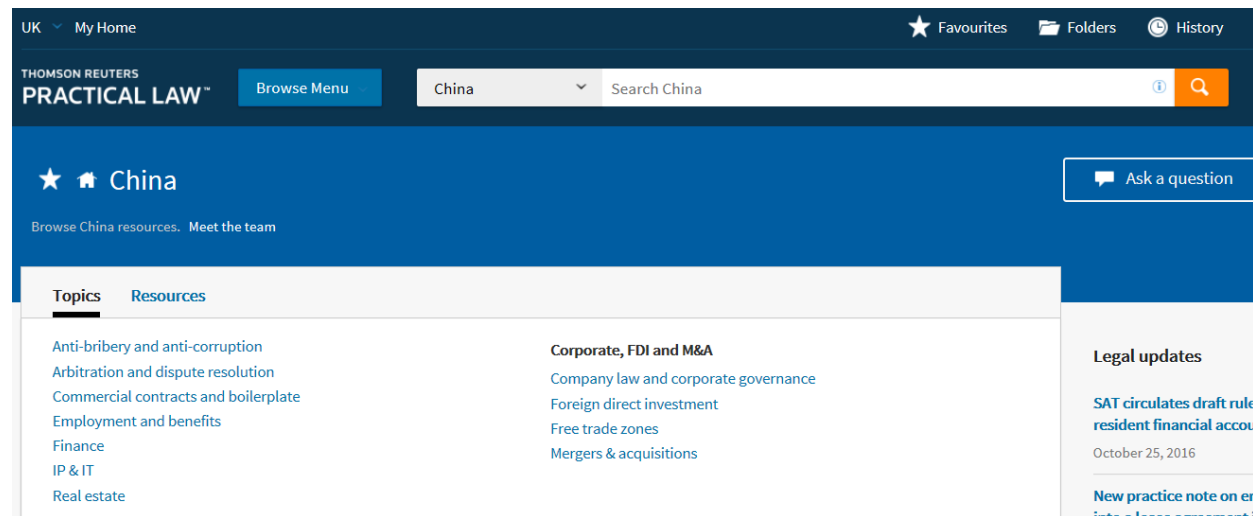 UK My Home Favourites Folders History
THOMSON REUTERS
PRACTICAL LAW™ Browse Menu China Search China
China
Ask a question
Browse China resources. Meet the team
Topics Resources
Anti-bribery and anti-corruption
Arbitration and dispute resolution
Commercial contracts and boilerplate
Employment and benefits
Finance
IP & IT
Real estate
Corporate, FDI and M&A
Company law and corporate governance
Foreign direct investment
Free trade zones
Mergers & acquisitions
Legal updates
SAT circulates draft rule
resident financial accou
October 25, 2016
New practice note on